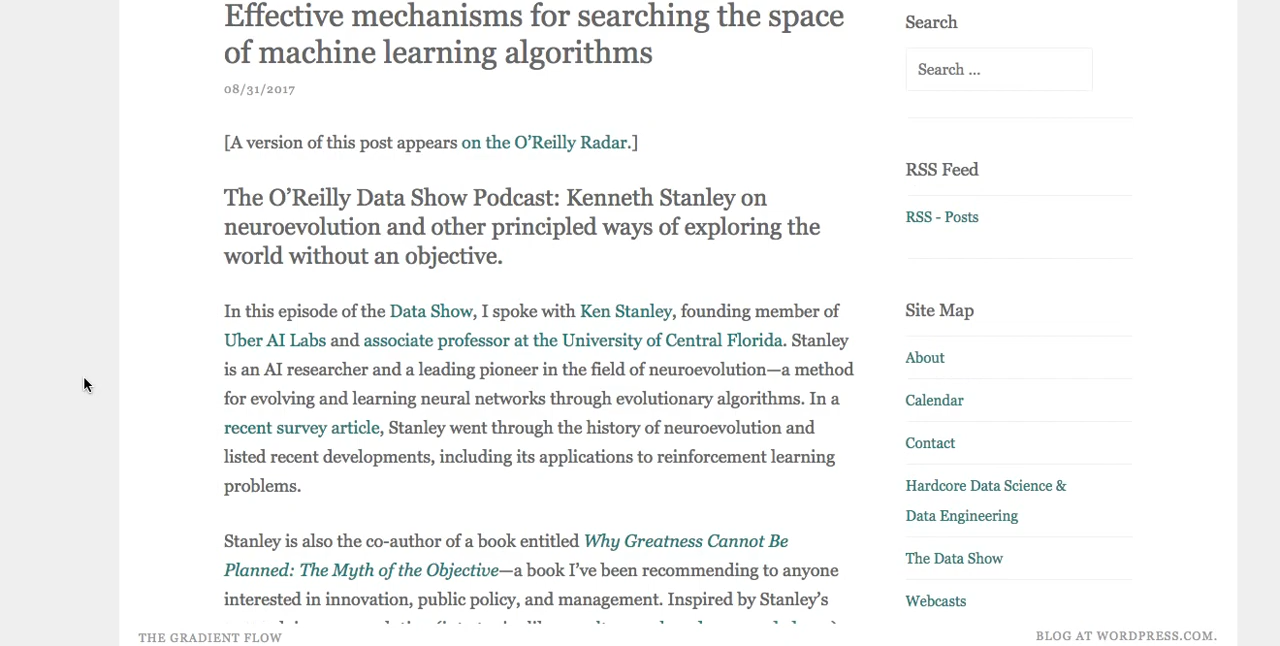 Effective mechanisms for searching the space
of machine learning algorithms
08/31/2017
[A version of this post appears on the O’Reilly Radar.]
The O’Reilly Data Show Podcast: Kenneth Stanley on
neuroevolution and other principled ways of exploring the
world without an objective.
In this episode of the Data Show, I spoke with Ken Stanley, founding member of
Uber AI Labs and associate professor at the University of Central Florida. Stanley
is an AI researcher and a leading pioneer in the field of neuroevolution—a method
for evolving and learning neural networks through evolutionary algorithms. In a
recent survey article, Stanley went through the history of neuroevolution and
listed recent developments, including its applications to reinforcement learning
problems.
Stanley is also the co-author of a book entitled Why Greatness Cannot Be
Planned: The Myth of the Objective—a book I’ve been recommending to anyone
interested in innovation, public policy, and management. Inspired by Stanley’s
Search
Search ...
RSS Feed
RSS - Posts
Site Map
About
Calendar
Contact
Hardcore Data Science &
Data Engineering
The Data Show
Webcasts
THE GRADIENT FLOW
BLOG AT WORDPRESS.COM.